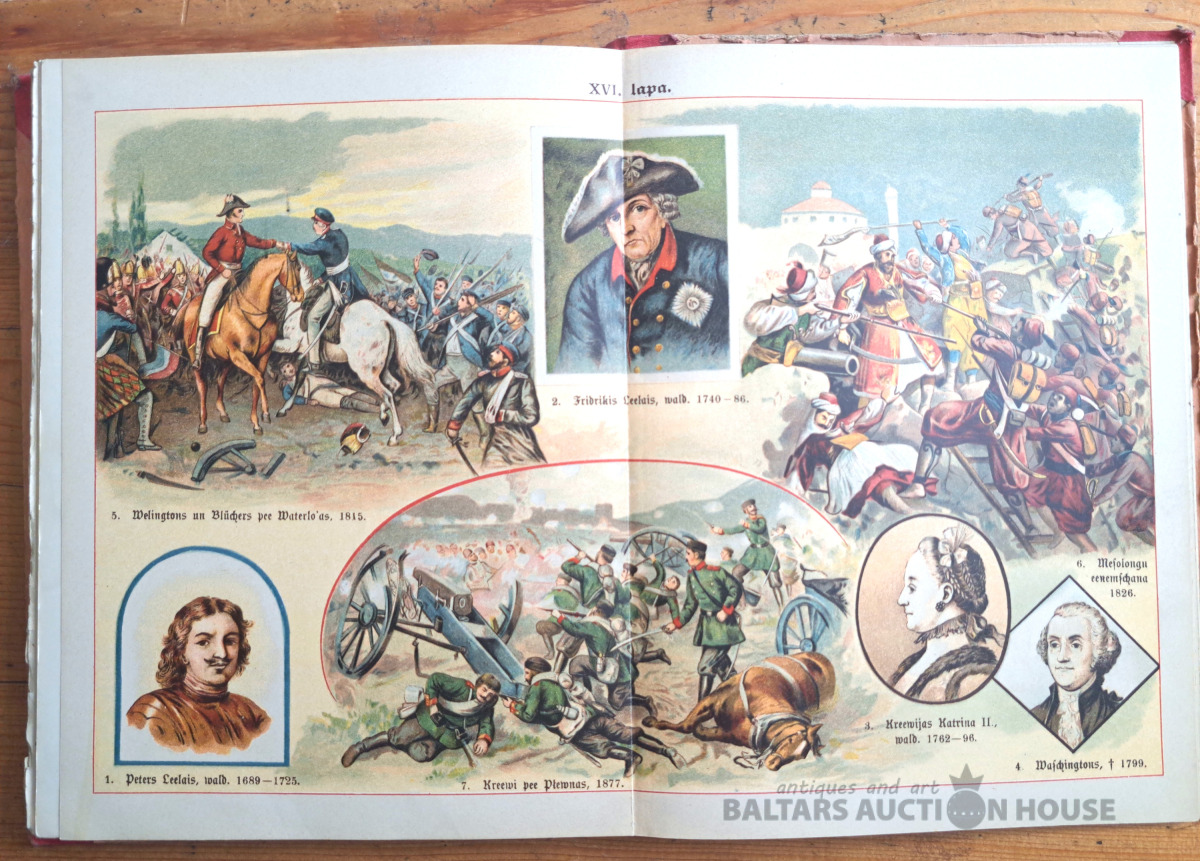 XVI. lapa.
2. Fridrikis Leelais, wald. 1740–86.
5. Welingtons un Blüchers pee Waterlo'as, 1815.
6. Mesolongu
eenemschana
1826.
3. Kreewijas Katrina II.,
wald. 1762–96.
4. Waschingtons, † 1799.
1. Peters Leelais, wald. 1689–1725.
7. Kreewi pee Plewnas, 1877.
antiques and art
BALTARS AUCTION HOUSE